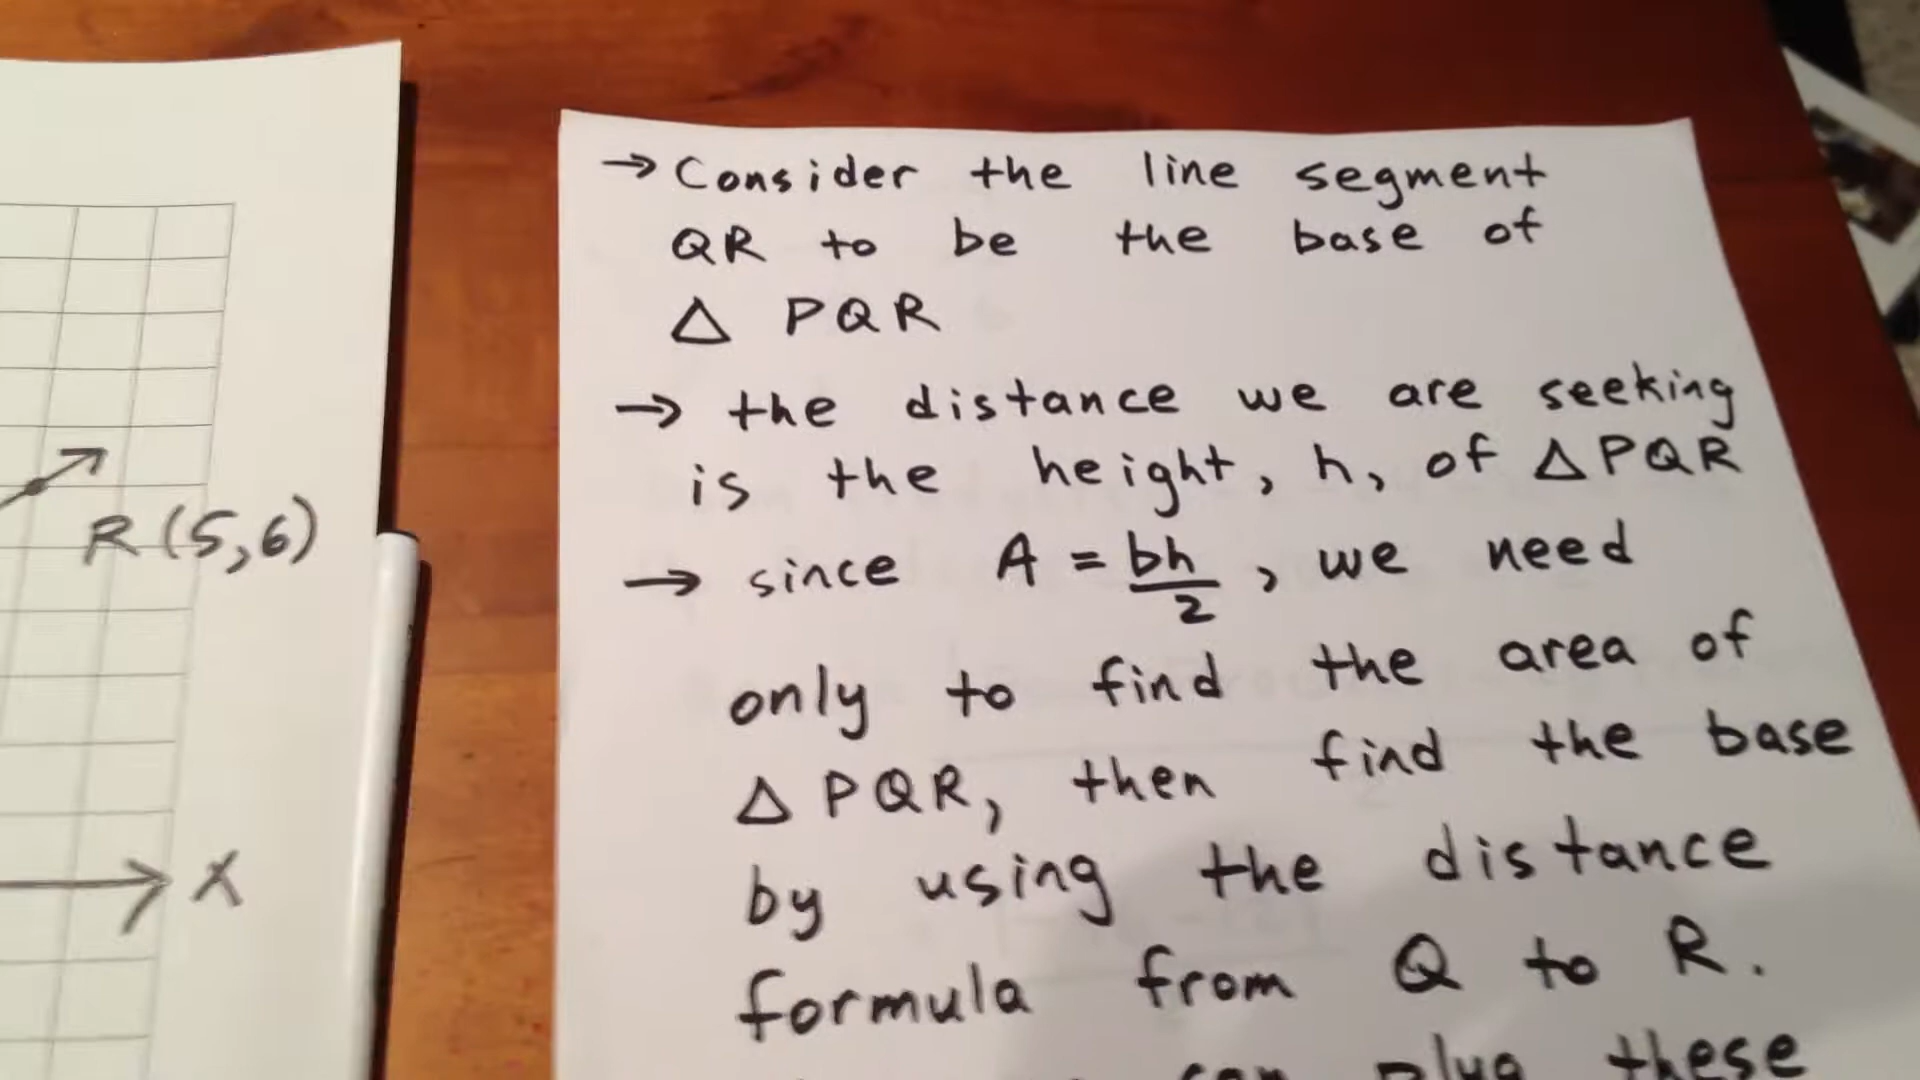 → Consider the line segment
QR to be the base of
△ PQR
→ the distance we are seeking
is the height, h, of △PQR
→ since A = bh/2, we need
only to find the area of
△ PQR, then find the base
by using the distance
formula from Q to R.
can plug these
R(5,6)
X